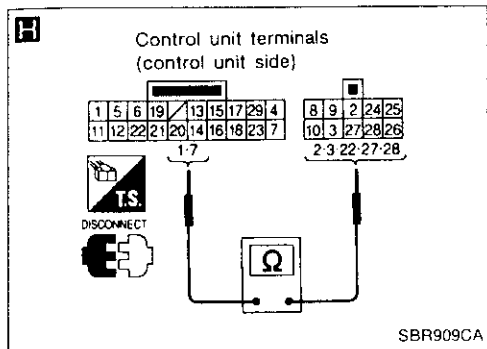 H
Control unit terminals
(control unit side)
1 5 6 19 13 15 17 29 4
11 12 22 21 20 14 16 18 23 7
8 9 2 24 25
10 3 27 28 26
1·7
2·3·22·27·28
T.S.
DISCONNECT
Ω
SBR909CA